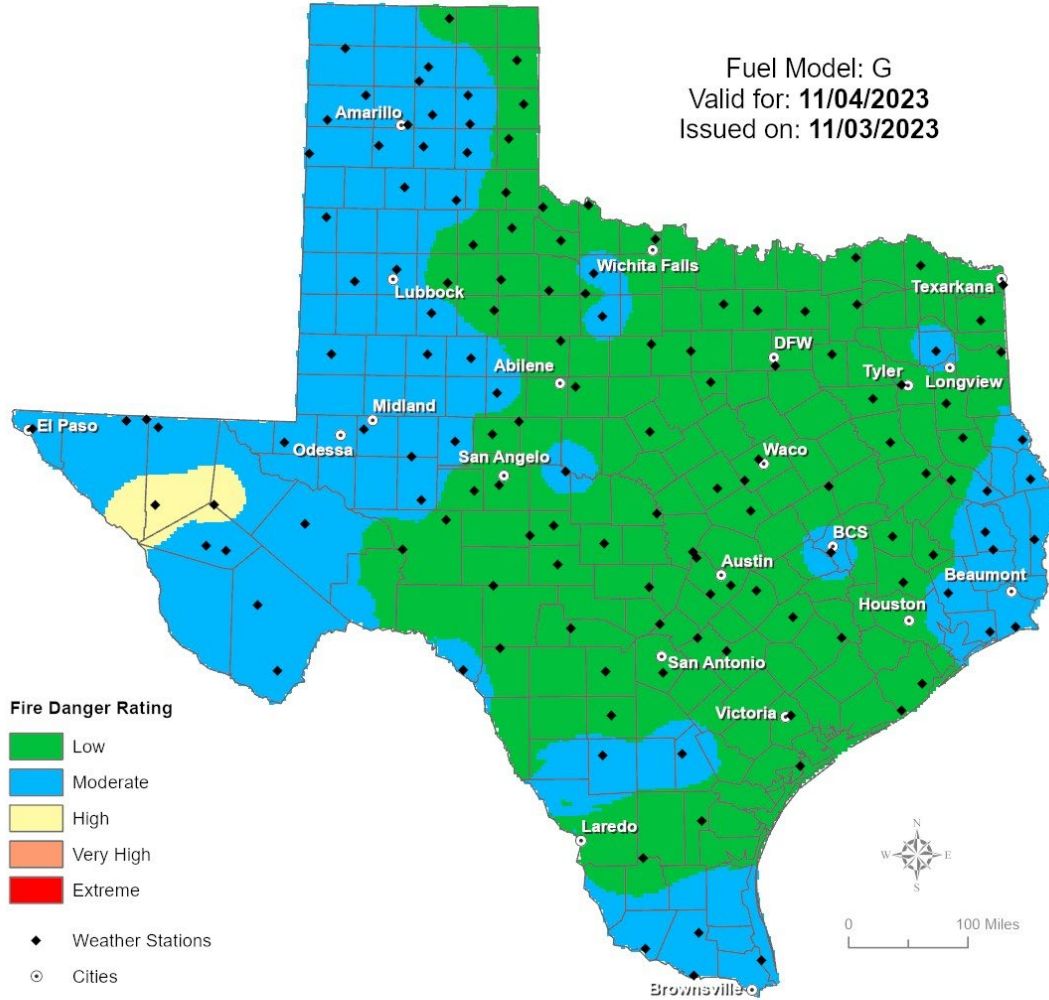 Fuel Model: G
Valid for: 11/04/2023
Issued on: 11/03/2023
Amarillo
Wichita Falls
Lubbock
Texarkana
DFW
Abilene
Tyler
Longview
Midland
El Paso
Odessa
San Angelo
Waco
BCS
Austin
Beaumont
Houston
San Antonio
Victoria
Laredo
Brownsville
Fire Danger Rating
Low
Moderate
High
Very High
Extreme
Weather Stations
Cities
N
W E
S
0 100 Miles